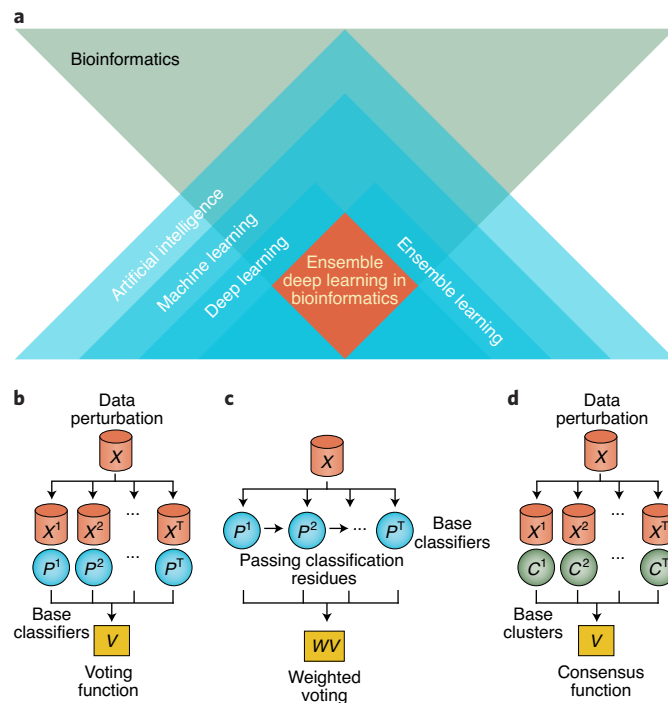 a
Bioinformatics
Artificial intelligence
Machine learning
Deep learning
Ensemble
deep learning in
bioinformatics
Ensemble learning
b
Data
perturbation
X
X¹ X² ... Xᵀ
P¹ P² ... Pᵀ
Base
classifiers
V
Voting
function
c
X
...
P¹ P² ... Pᵀ
Base
classifiers
Passing classification
residues
WV
Weighted
voting
d
Data
perturbation
X
X¹ X² ... Xᵀ
C¹ C² ... Cᵀ
Base
clusters
V
Consensus
function